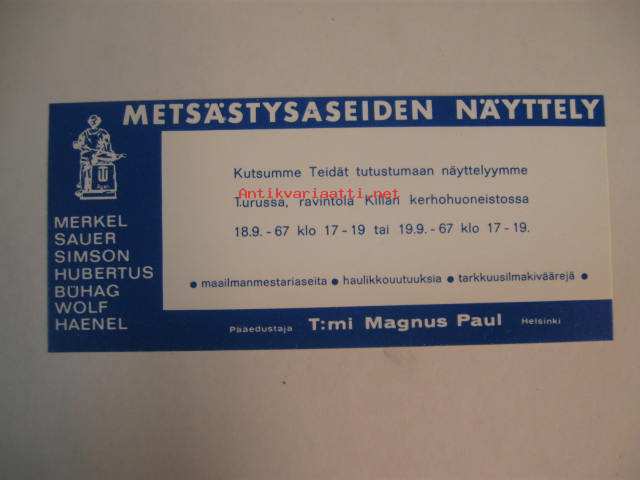 METSÄSTYSASEIDEN NÄYTTELY
MERKEL
SAUER
SIMSON
HUBERTUS
BÜHAG
WOLF
HAENEL
Kutsumme Teidät tutustumaan näyttelyymme
Antikvariaatti.net
Turussa, ravintola Killan kerhohuoneistossa
18.9. - 67 klo 17 - 19 tai 19.9. - 67 klo 17 - 19.
• maailmanmestariaseita • haulikkouutuuksia • tarkkuusilmakiväärejä •
Pääedustaja T:mi Magnus Paul Helsinki